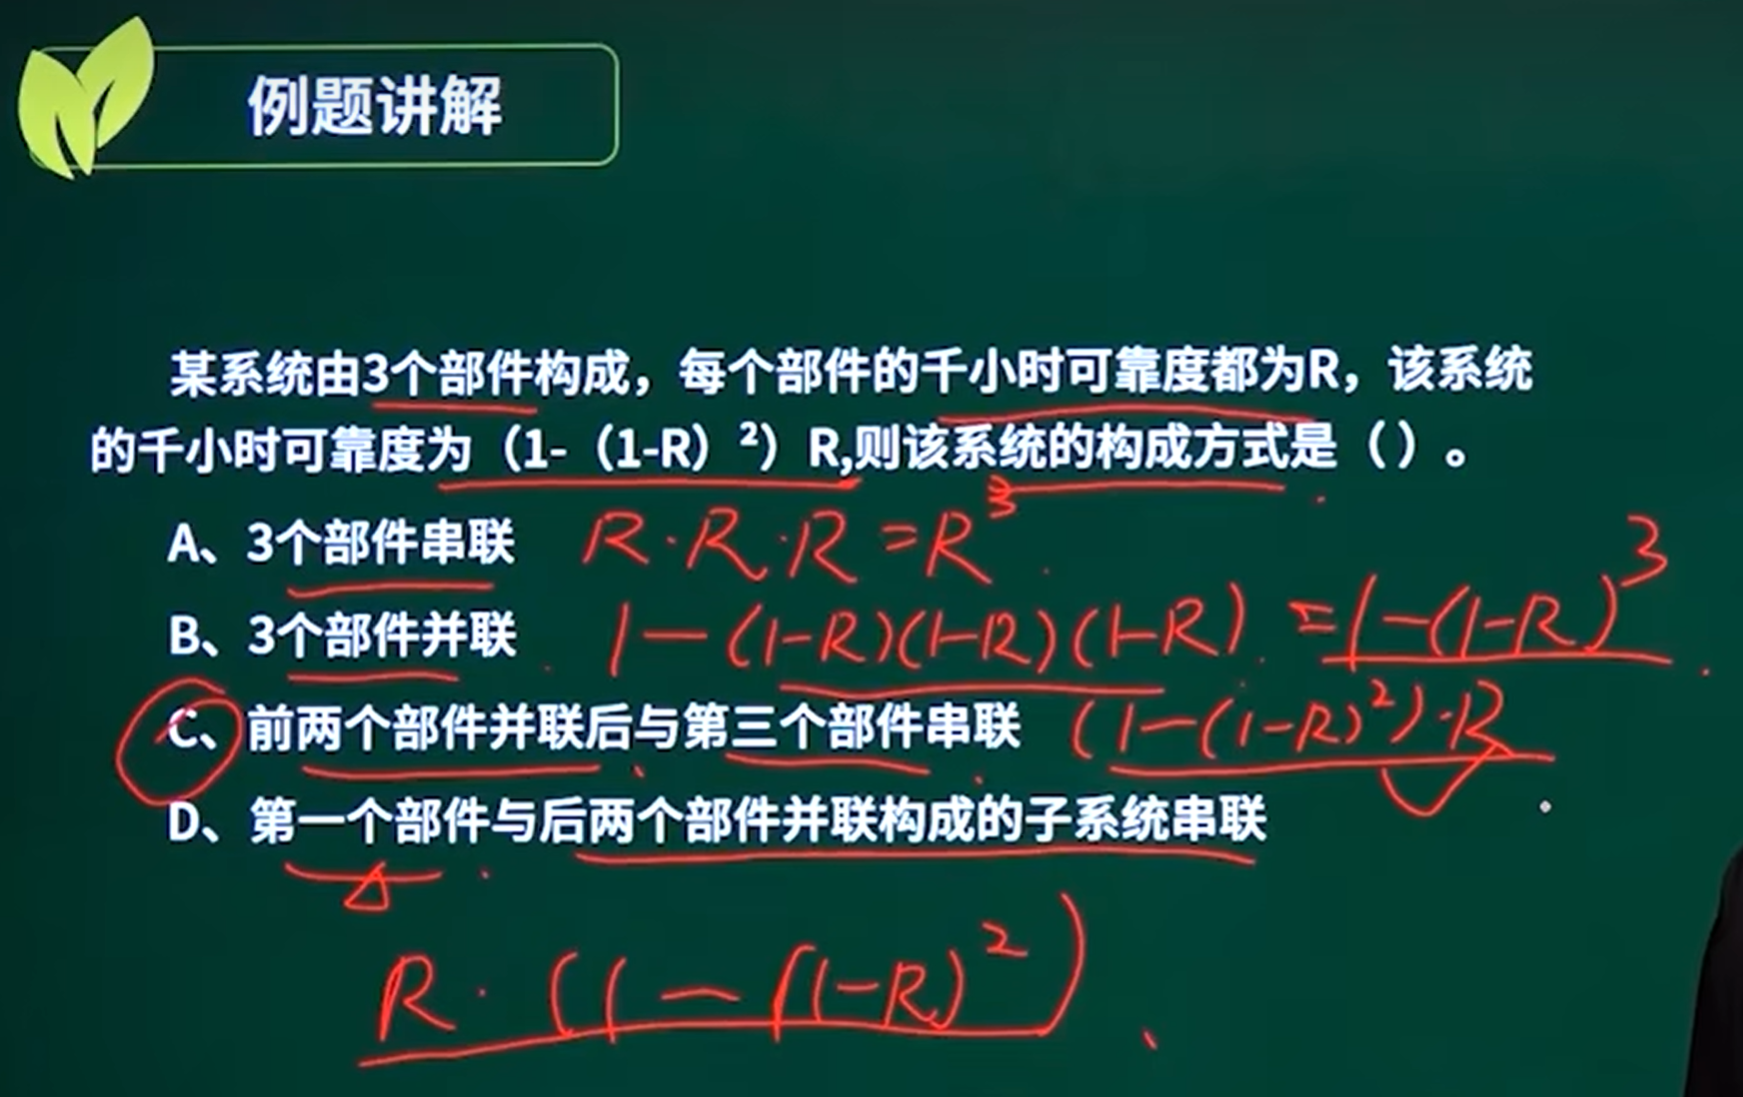 例题讲解
某系统由3个部件构成，每个部件的千小时可靠度都为R，该系统
的千小时可靠度为（1-（1-R）²）R,则该系统的构成方式是（）。
A、3个部件串联 R·R·R=R³
B、3个部件并联 1-(1-R)(1-R)(1-R)=1-(1-R)³
C、前两个部件并联后与第三个部件串联 (1-(1-R)²)·R
D、第一个部件与后两个部件并联构成的子系统串联
R·(1-(1-R)²)